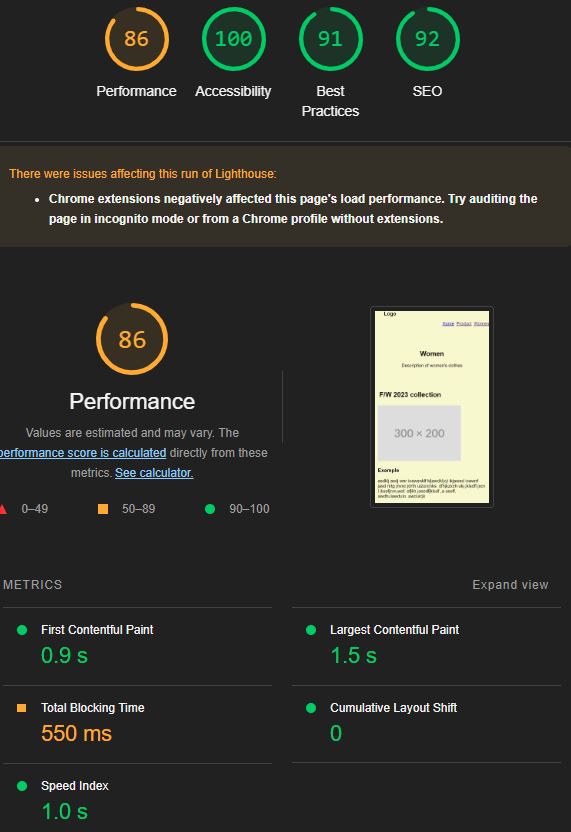 86
100
91
92
Performance
Accessibility
Best
Practices
SEO
There were issues affecting this run of Lighthouse:
• Chrome extensions negatively affected this page's load performance. Try auditing the
page in incognito mode or from a Chrome profile without extensions.
86
Performance
Values are estimated and may vary. The
performance score is calculated directly from these
metrics. See calculator.
0–49
50–89
90–100
Logo
Home Product Women
Women
Description of women's clothes
F/W 2023 collection
300 × 200
Example
METRICS
Expand view
First Contentful Paint
0.9 s
Largest Contentful Paint
1.5 s
Total Blocking Time
550 ms
Cumulative Layout Shift
0
Speed Index
1.0 s